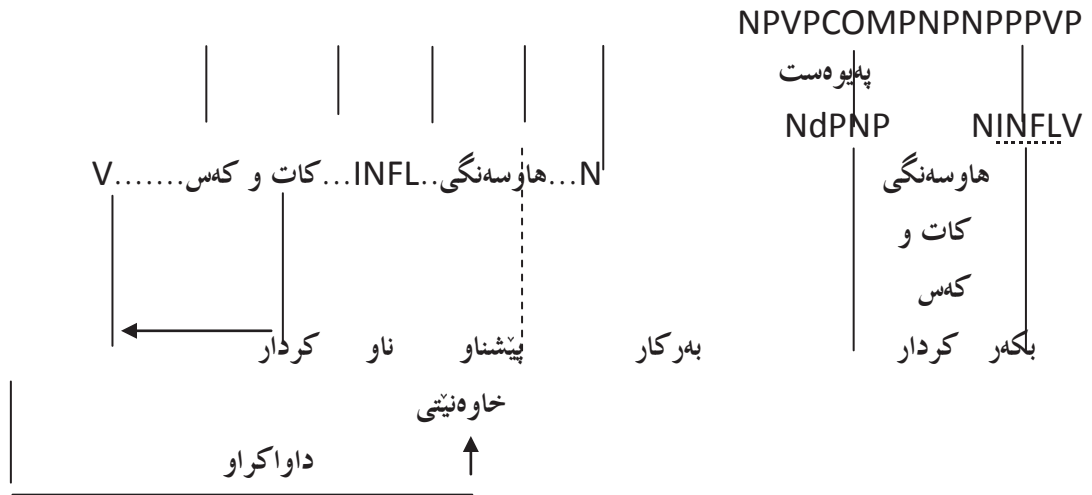 NPVPCOMPNPNPPPVP
پەیوەست
NdPNP NINFLV
V.......کات و کەس...INFL..هاوسەنگی...N
هاوسەنگی
کات و
کەس
بکەر کردار بەرکار پێشناو ناو کردار
خاوەنێتی
داواکراو